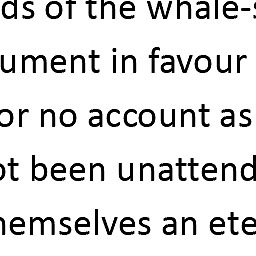 ds of the whale-s
ument in favour
or no account as
ot been unattend
hemselves an ete